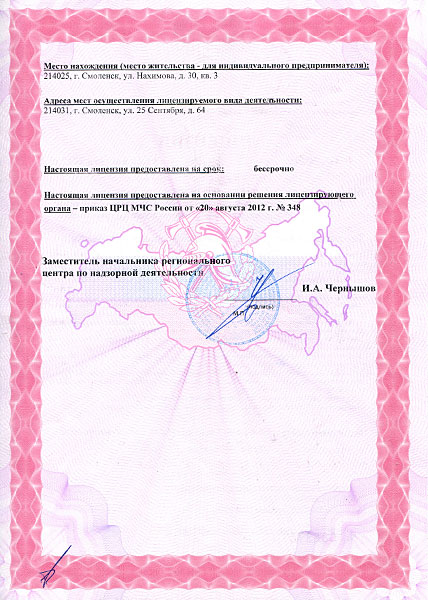 Место нахождения (место жительства - для индивидуального предпринимателя):
214025, г. Смоленск, ул. Нахимова, д. 30, кв. 3
Адреса мест осуществления лицензируемого вида деятельности:
214031, г. Смоленск, ул. 25 Сентября, д. 64
Настоящая лицензия предоставлена на срок: бессрочно
Настоящая лицензия предоставлена на основании решения лицензирующего
органа – приказ ЦРЦ МЧС России от «20» августа 2012 г. № 348
Заместитель начальника регионального
центра по надзорной деятельности
И.А. Чернышов
(подпись)
М.П.